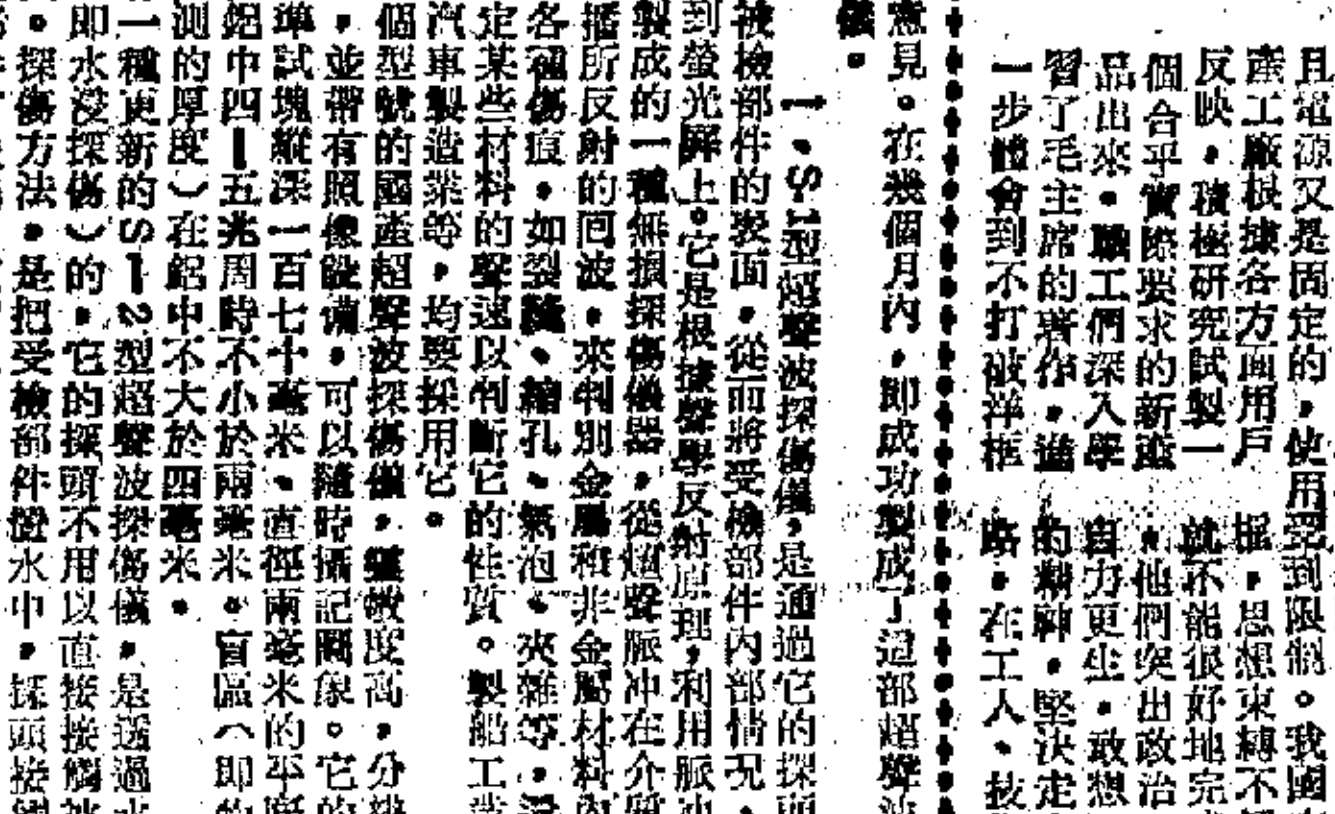 且電源又是固定的，使用受到限制。我國
產工廠根據各方面用戶
反映，積極研究試製一
個合乎實際要求的新產
品出來，職工們深入學
習了毛主席的著作，進
一步體會到不打破洋框
框，思想束縛不
就不能很好地完
，他們突出政治
自力更生，敢想
的精神，堅決定
路，在工人、技
意見。在幾個月內，即成功製成了這部超聲波
儀。
1，S-1型超聲波探傷儀，是通過它的探頭
被檢部件的表面，從而將受檢部件內部情況，
到螢光屏上。它是根據聲學反射原理，利用脈冲
製成的一種無損探傷儀器，從超聲脈冲在介質
播所反射的回波，來判別金屬和非金屬材料內
各種傷痕，如裂縫、縮孔、氣泡、夾雜等，
定某些材料的聲速以判斷它的性質。製船工業
汽車製造業等，均要採用它。
個型號的國產超聲波探傷儀，靈敏度高，分
，並帶有照像設備，可以隨時攝記圖象。它的
準試塊縱深一百七十毫米、直徑兩毫米的平底
鋁中四—五兆周時不小於兩毫米。盲區（即
測的厚度）在鋁中不大於四毫米。
一種更新的S—2型超聲波探傷儀，是透過水
即水沒探傷）的，它的探頭不用以直接接觸被
探傷方法，是把受檢部件浸水中，探頭接觸